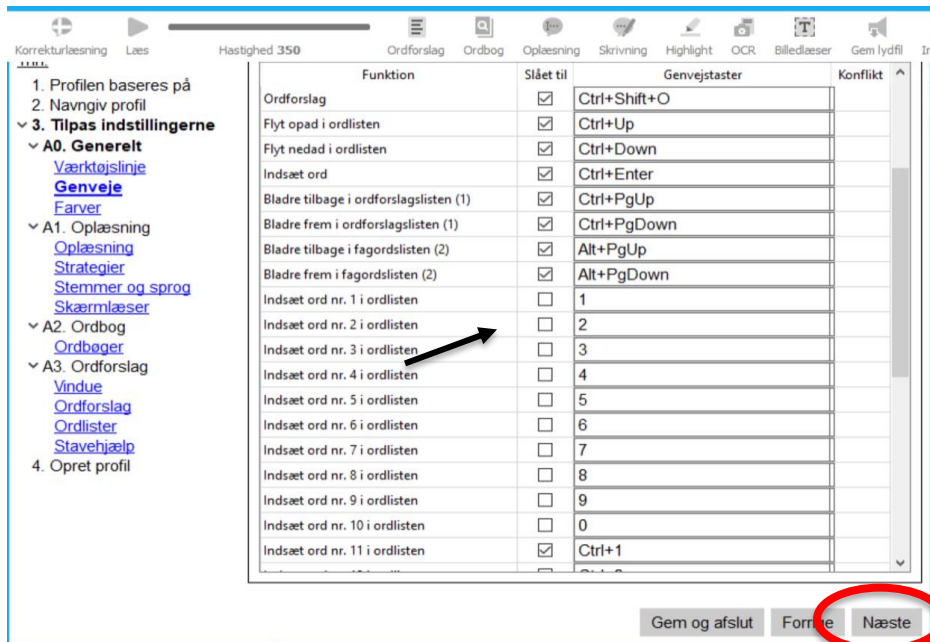 Korrekturlæsning Læs Hastighed 350 Ordforslag Ordbog Oplæsning Skrivning Highlight OCR Billedlæser Gem lydfil
1. Profilen baseres på
2. Navngiv profil
3. Tilpas indstillingerne
A0. Generelt
Værktøjslinje
Genveje
Farver
A1. Oplæsning
Oplæsning
Strategier
Stemmer og sprog
Skærmlæser
A2. Ordbog
Ordbøger
A3. Ordforslag
Vindue
Ordforslag
Ordlister
Stavehjælp
4. Opret profil
Funktion Slået til Genvejstaster Konflikt
Ordforslag Ctrl+Shift+O
Flyt opad i ordlisten Ctrl+Up
Flyt nedad i ordlisten Ctrl+Down
Indsæt ord Ctrl+Enter
Bladre tilbage i ordforslagslisten (1) Ctrl+PgUp
Bladre frem i ordforslagslisten (1) Ctrl+PgDown
Bladre tilbage i fagordslisten (2) Alt+PgUp
Bladre frem i fagordslisten (2) Alt+PgDown
Indsæt ord nr. 1 i ordlisten 1
Indsæt ord nr. 2 i ordlisten 2
Indsæt ord nr. 3 i ordlisten 3
Indsæt ord nr. 4 i ordlisten 4
Indsæt ord nr. 5 i ordlisten 5
Indsæt ord nr. 6 i ordlisten 6
Indsæt ord nr. 7 i ordlisten 7
Indsæt ord nr. 8 i ordlisten 8
Indsæt ord nr. 9 i ordlisten 9
Indsæt ord nr. 10 i ordlisten 0
Indsæt ord nr. 11 i ordlisten Ctrl+1
Gem og afslut Forrige Næste